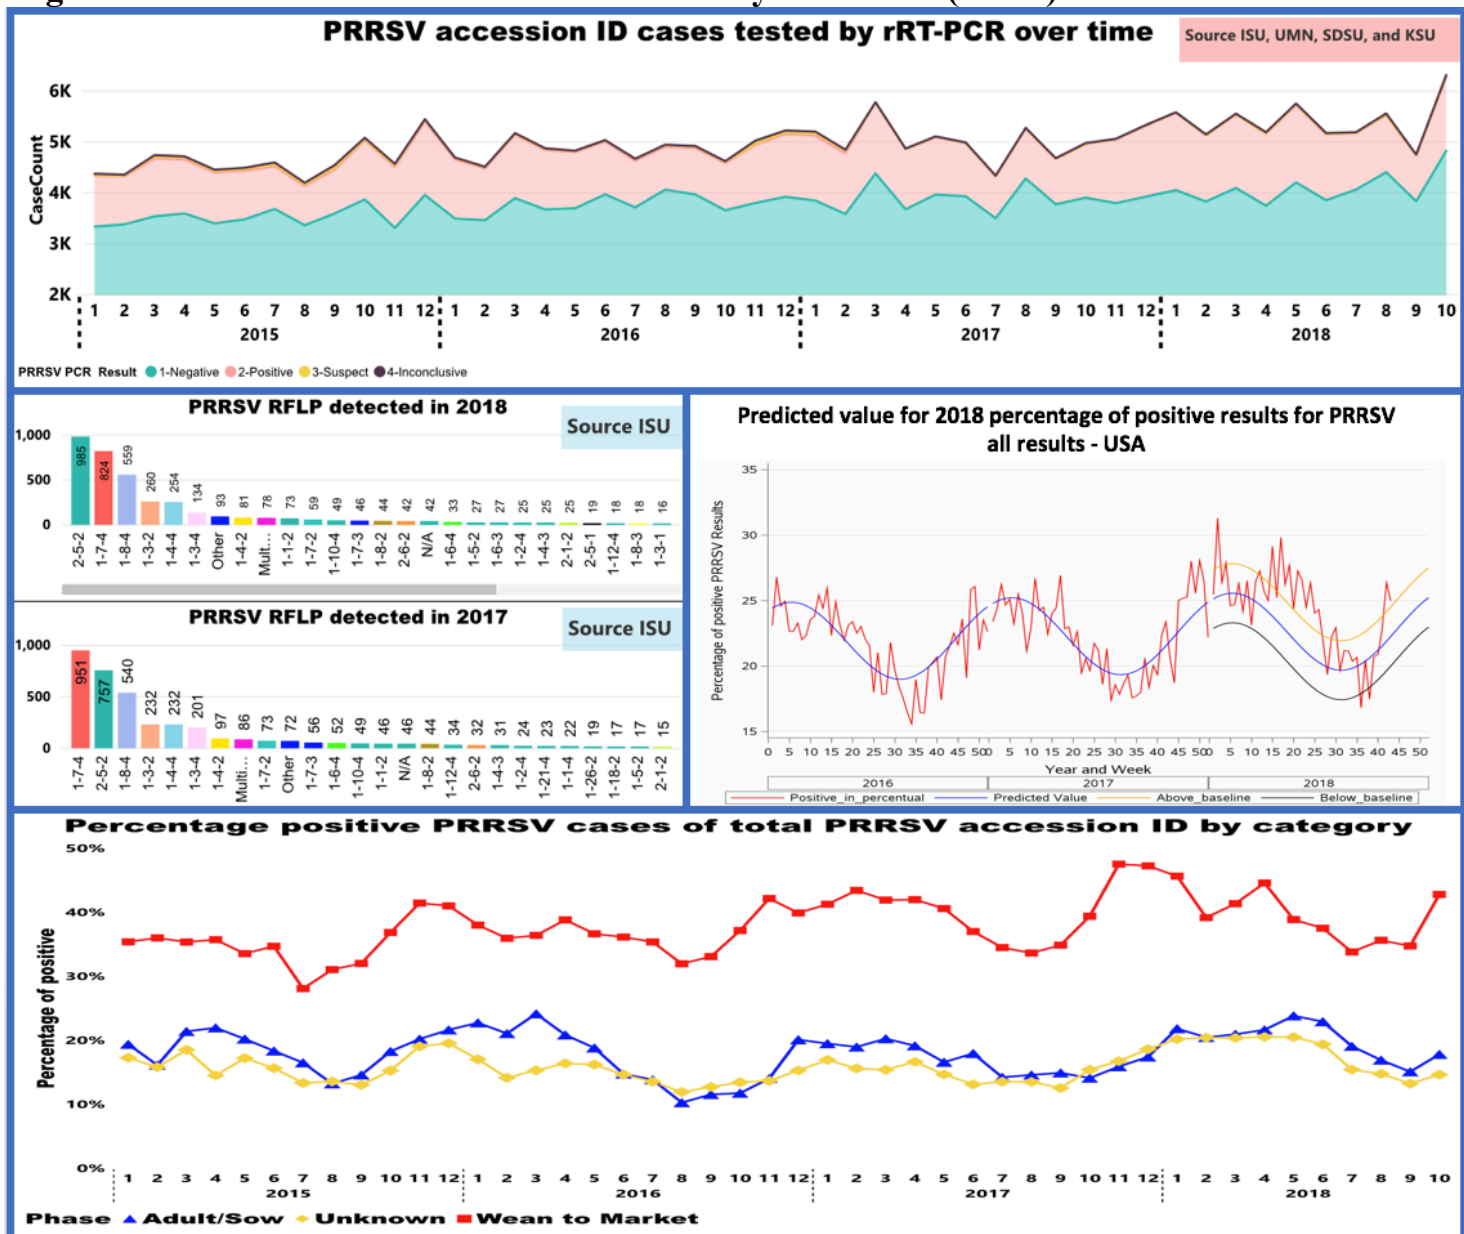 PRRSV accession ID cases tested by rRT-PCR over time
Source ISU, UMN, SDSU, and KSU
CaseCount
6K
5K
4K
3K
2K
1 2 3 4 5 6 7 8 9 10 11 12 1 2 3 4 5 6 7 8 9 10 11 12 1 2 3 4 5 6 7 8 9 10 11 12 1 2 3 4 5 6 7 8 9 10
2015 2016 2017 2018
PRRSV PCR Result 1-Negative 2-Positive 3-Suspect 4-Inconclusive
PRRSV RFLP detected in 2018
Source ISU
1,000
500
0
985 824 559 260 254 134 93 81 78 73 59 49 46 44 42 42 33 27 27 25 25 25 19 18 18 16
2-5-2 1-7-4 1-8-4 1-3-2 1-4-4 1-3-4 Other 1-4-2 Mult... 1-1-2 1-7-2 1-10-4 1-7-3 1-8-2 2-6-2 N/A 1-6-4 1-5-2 1-6-3 1-2-4 1-4-3 2-1-2 2-5-1 1-12-4 1-8-3 1-3-1
PRRSV RFLP detected in 2017
Source ISU
1,000
500
0
951 757 540 232 232 201 97 86 73 72 56 52 49 46 46 44 34 32 31 24 23 22 19 17 17 15
1-7-4 2-5-2 1-8-4 1-3-2 1-4-4 1-3-4 1-4-2 Multi... 1-7-2 Other 1-7-3 1-6-4 1-10-4 1-1-2 N/A 1-8-2 1-12-4 2-6-2 1-4-3 1-2-4 1-21-4 1-1-4 1-26-2 1-18-2 1-5-2 2-1-2
Predicted value for 2018 percentage of positive results for PRRSV
all results - USA
Percentage of positive PRRSV Results
35
30
25
20
15
0 5 10 15 20 25 30 35 40 45 50 0 5 10 15 20 25 30 35 40 45 50 0 5 10 15 20 25 30 35 40 45 50
Year and Week
2016 2017 2018
Positive_in_percentual Predicted Value Above_baseline Below_baseline
Percentage positive PRRSV cases of total PRRSV accession ID by category
Percentage of positive
50%
40%
30%
20%
10%
0%
1 2 3 4 5 6 7 8 9 10 11 12 1 2 3 4 5 6 7 8 9 10 11 12 1 2 3 4 5 6 7 8 9 10 11 12 1 2 3 4 5 6 7 8 9 10
2015 2016 2017 2018
Phase Adult/Sow Unknown Wean to Market